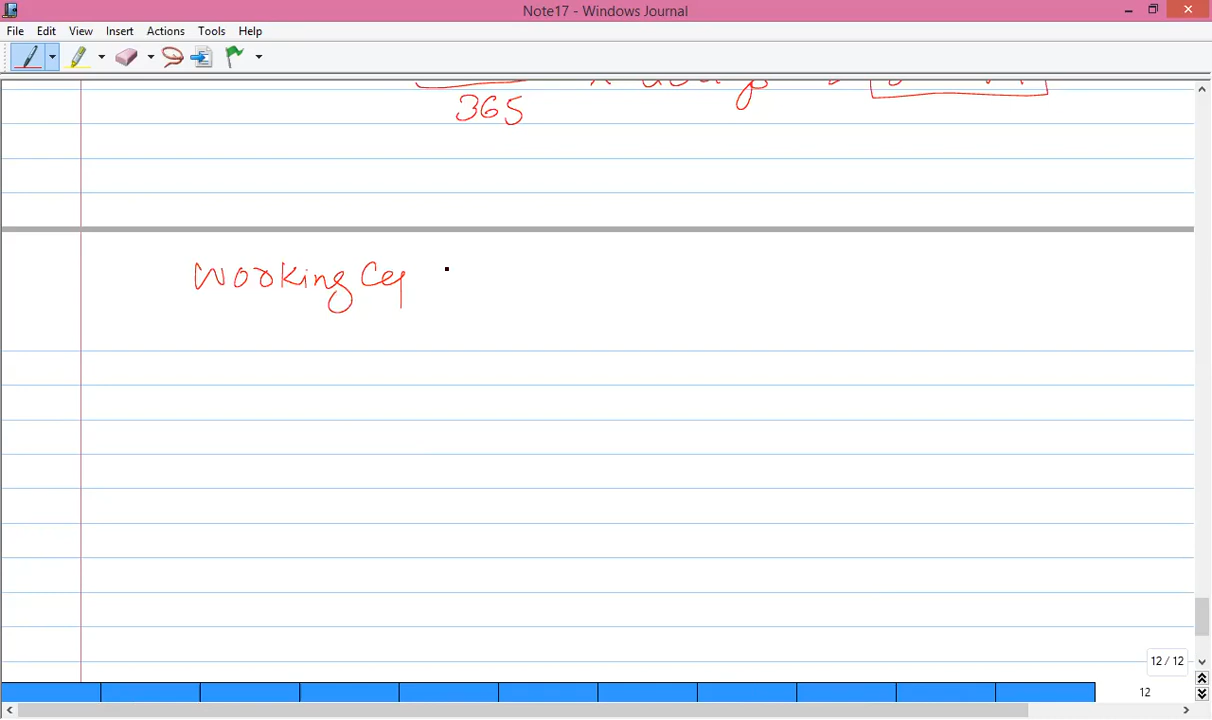 Note17 - Windows Journal
File Edit View Insert Actions Tools Help
365
Working Cap
12 / 12
12